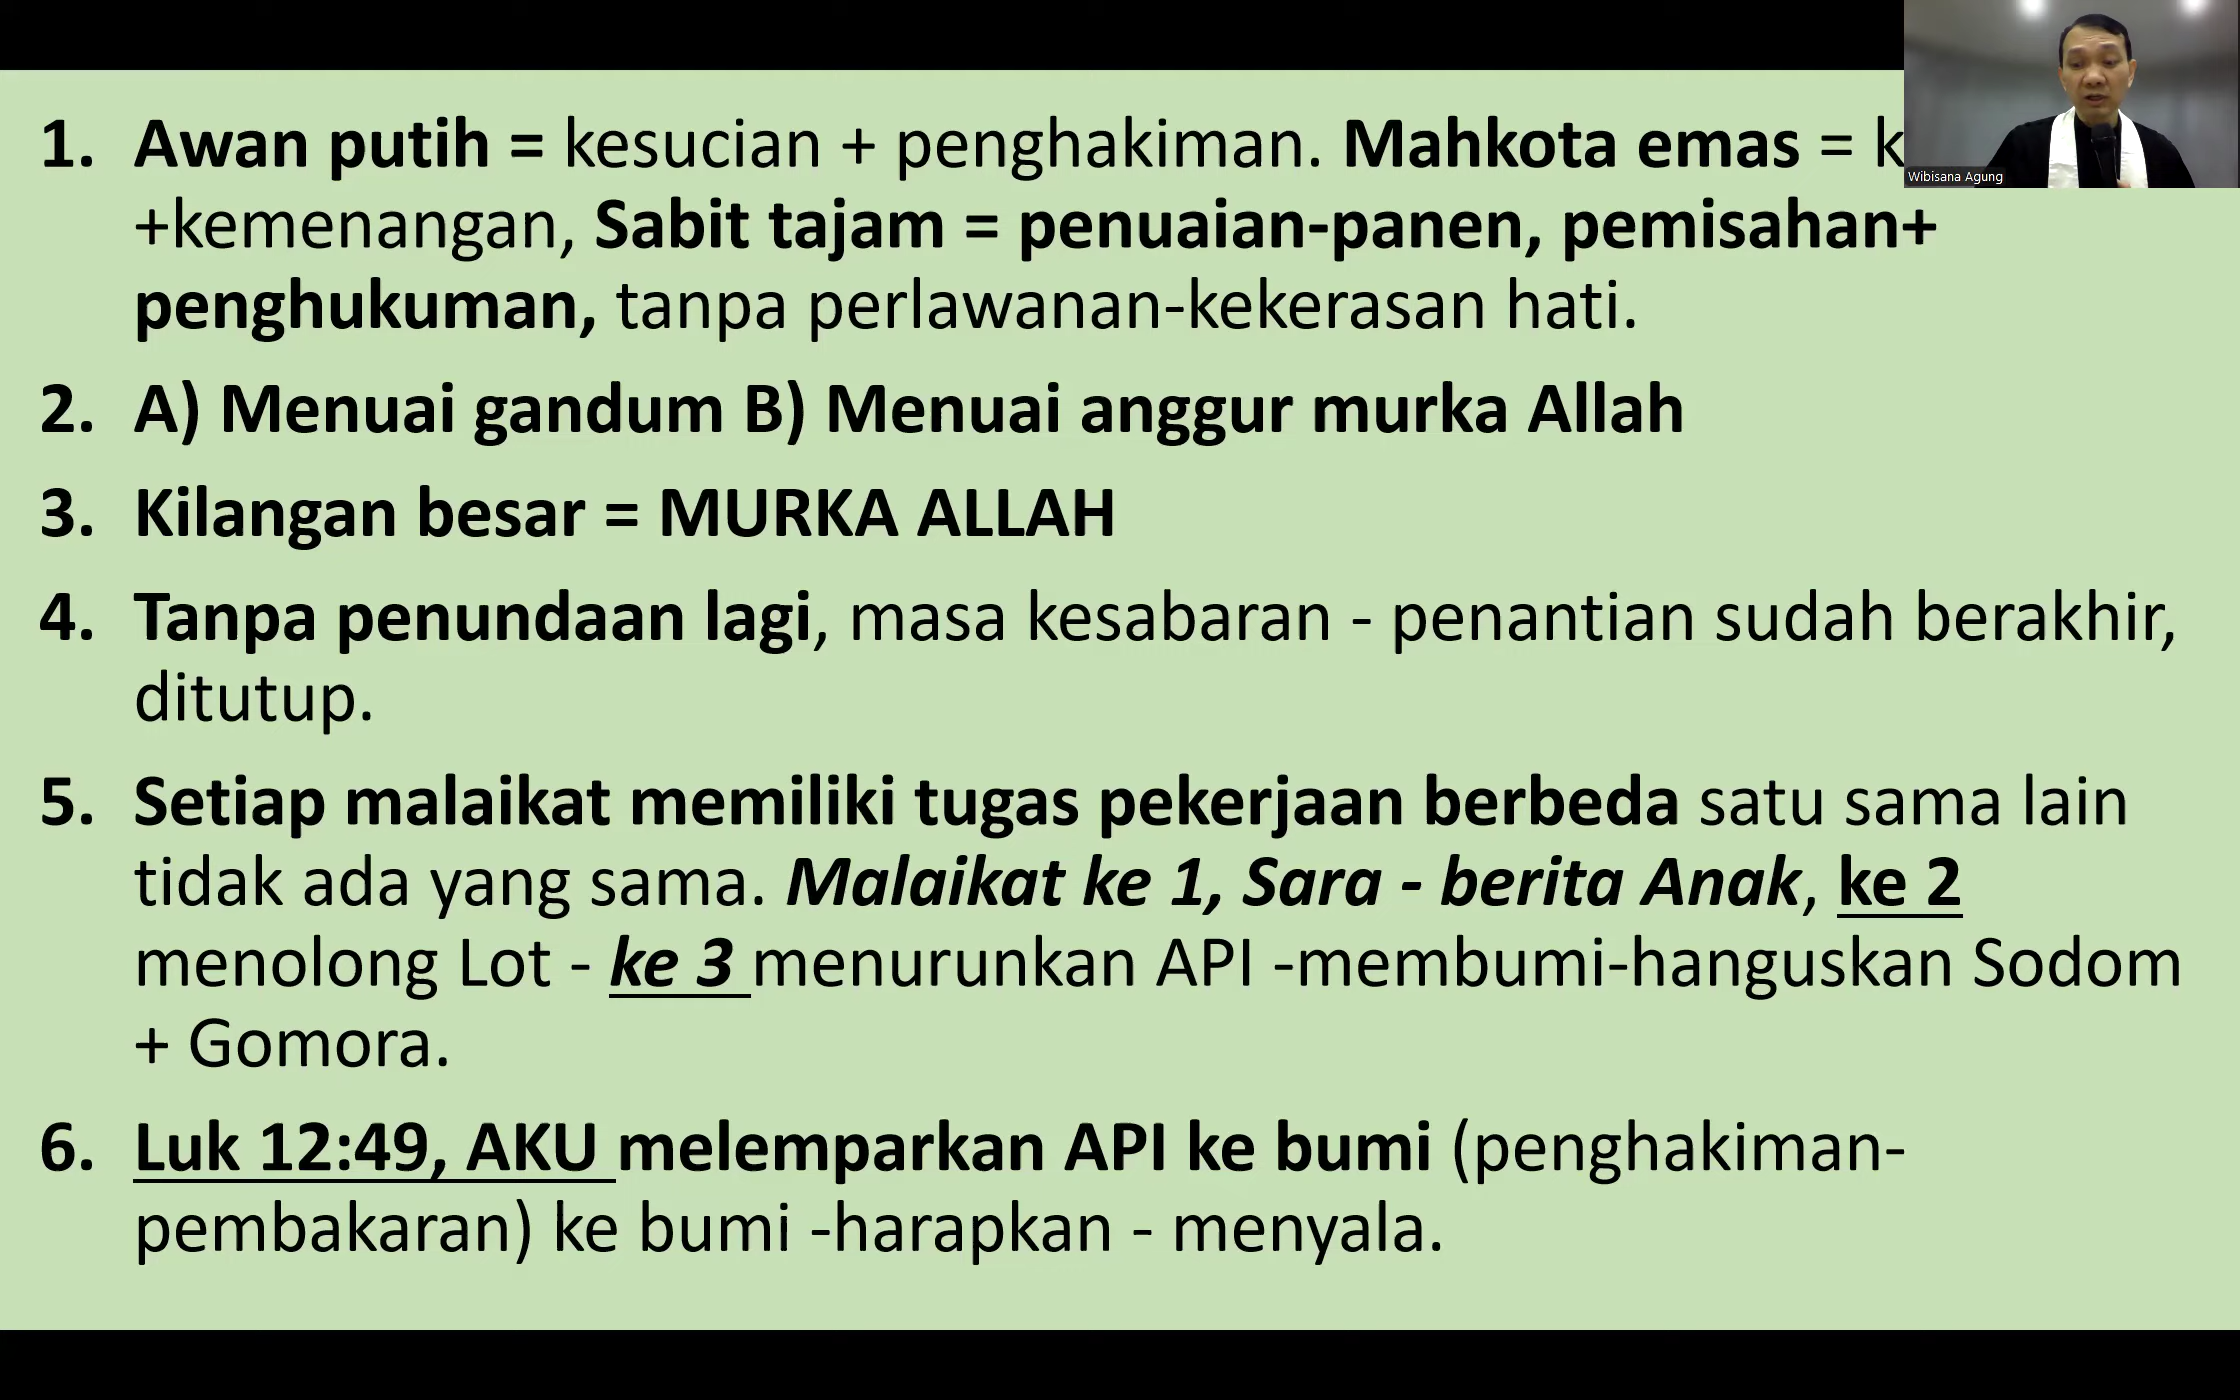 1. Awan putih = kesucian + penghakiman. Mahkota emas =
+kemenangan, Sabit tajam = penuaian-panen, pemisahan+
penghukuman, tanpa perlawanan-kekerasan hati.
2. A) Menuai gandum B) Menuai anggur murka Allah
3. Kilangan besar = MURKA ALLAH
4. Tanpa penundaan lagi, masa kesabaran - penantian sudah berakhir,
ditutup.
5. Setiap malaikat memiliki tugas pekerjaan berbeda satu sama lain
tidak ada yang sama. Malaikat ke 1, Sara - berita Anak, ke 2
menolong Lot - ke 3 menurunkan API -membumi-hanguskan Sodom
+ Gomora.
6. Luk 12:49, AKU melemparkan API ke bumi (penghakiman-
pembakaran) ke bumi -harapkan - menyala.
Wibisana Agung